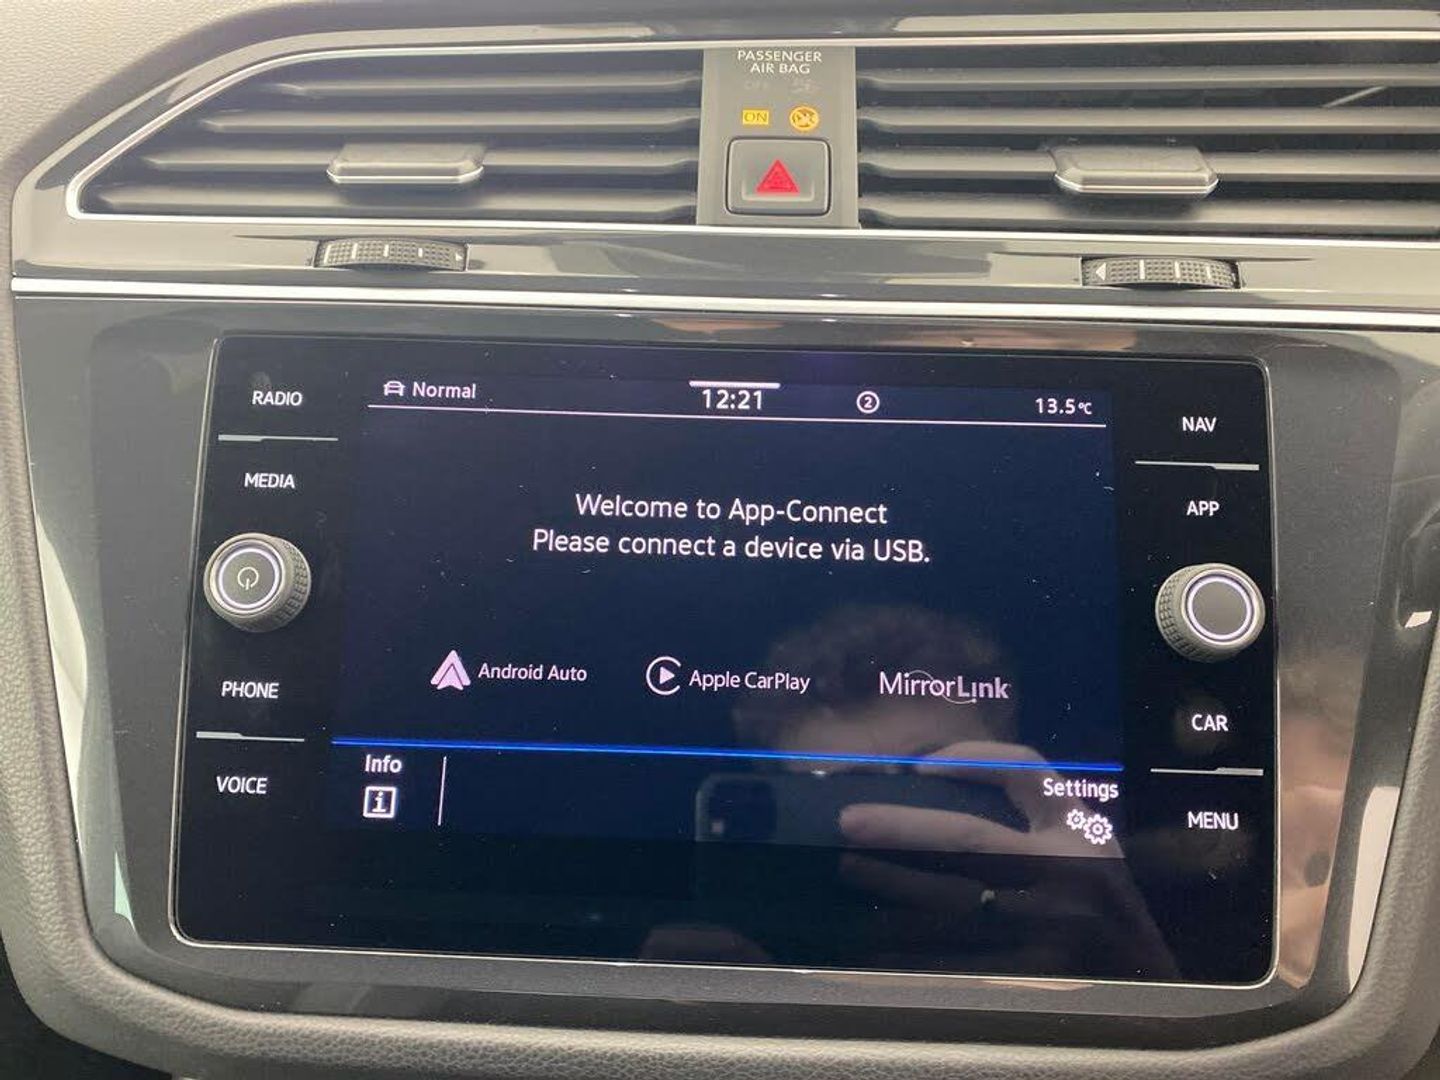 PASSENGER
AIR BAG
OFF
ON
RADIO
MEDIA
PHONE
VOICE
Normal
12:21
2
13.5°C
Welcome to App-Connect
Please connect a device via USB.
Android Auto
Apple CarPlay
MirrorLink
Info
i
Settings
NAV
APP
CAR
MENU